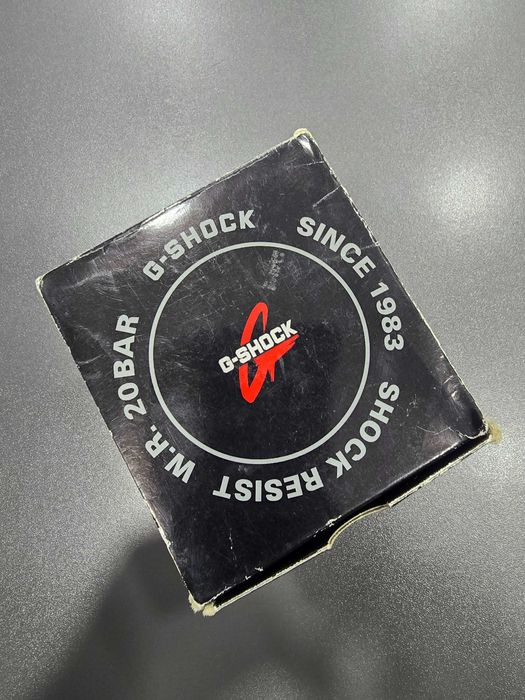 G-SHOCK
SINCE 1983
SHOCK RESIST
W.R. 20BAR
G-SHOCK